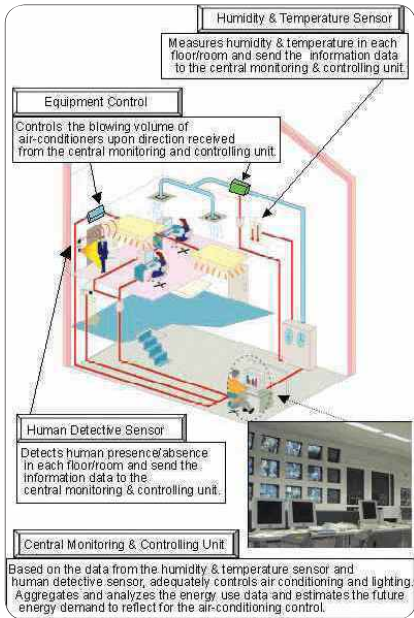 Humidity & Temperature Sensor
Measures humidity & temperature in each
floor/room and send the information data
to the central monitoring & controlling unit.
Equipment Control
Controls the blowing volume of
air-conditioners upon direction received
from the central monitoring and controlling unit.
Human Detective Sensor
Detects human presence/absence
in each floor/room and send the
information data to the
central monitoring & controlling unit.
Central Monitoring & Controlling Unit
Based on the data from the humidity & temperature sensor and
human detective sensor, adequately controls air conditioning and lighting.
Aggregates and analyzes the energy use data and estimates the future
energy demand to reflect for the air-conditioning control.